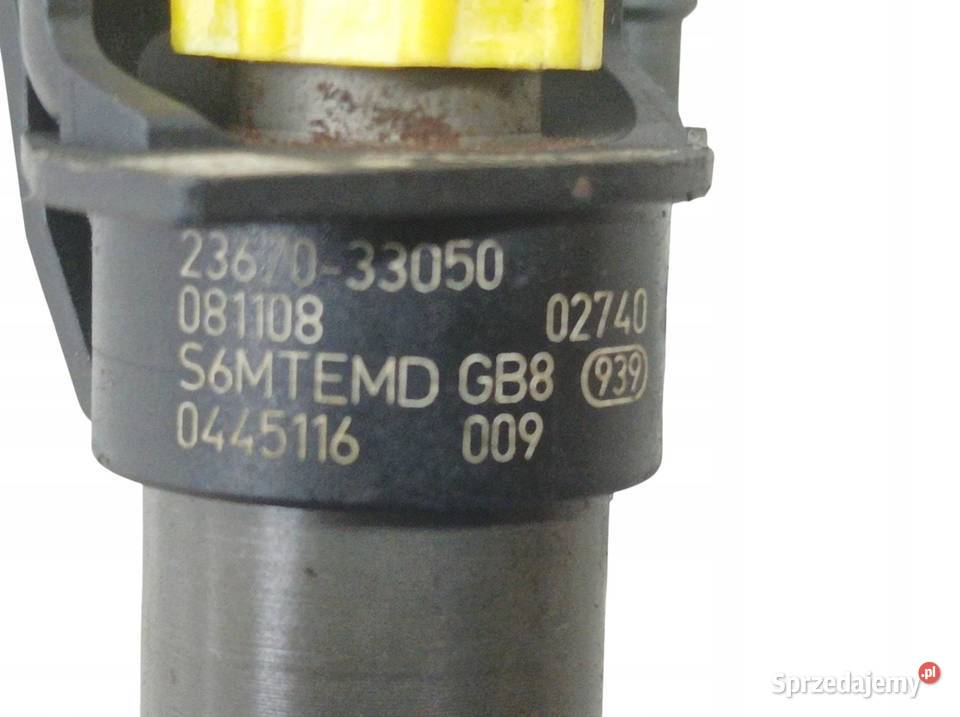 23670-33050
081108 02740
S6MTEMD GB8 939
0445116 009
Sprzedajemy.pl